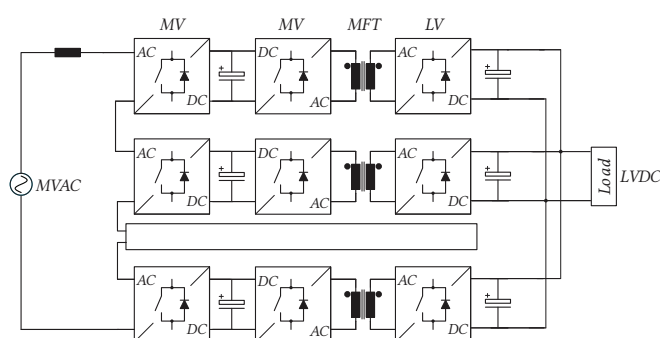 MV MV MFT LV
AC DC AC
+ +
DC AC DC
AC DC AC
+ +
MVAC
DC AC DC
Load LVDC
AC DC AC
+ +
DC AC DC